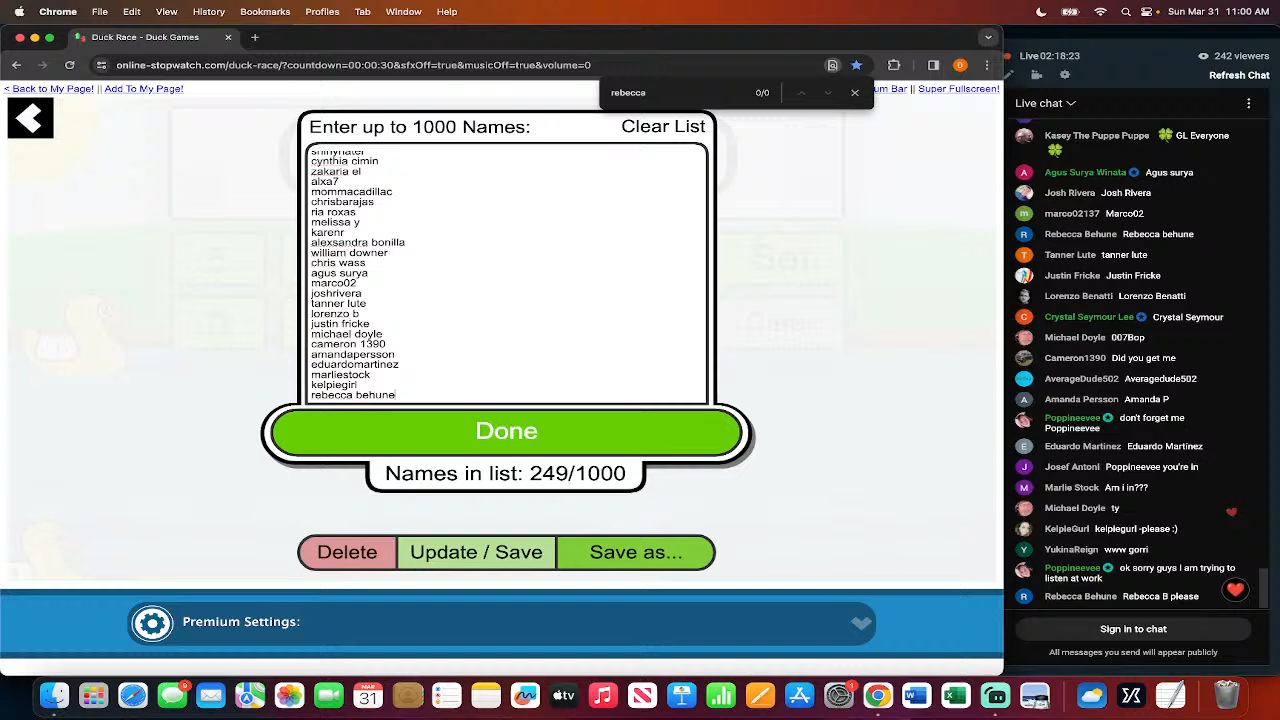 Chrome File Edit View History Bookmarks Profiles Tab Window Help Sun Mar 31 11:00 AM
Duck Race - Duck Games
online-stopwatch.com/duck-race/?countdown=00:00:30&sfxOff=true&musicOff=true&volume=0
rebecca 0/0
< Back to My Page! || Add To My Page! um Bar || Super Fullscreen!
Enter up to 1000 Names: Clear List
shinyhater
cynthia cimin
zakaria el
alxa7
mommacadillac
chrisbarajas
ria roxas
melissa y
karenr
alexsandra bonilla
william downer
chris wass
agus surya
marco02
joshrivera
tanner lute
lorenzo b
justin fricke
michael doyle
cameron 1390
amandapersson
eduardomartinez
marliestock
kelpiegirl
rebecca behune
Done
Names in list: 249/1000
Delete Update / Save Save as...
Premium Settings:
Live 02:18:23 242 viewers
Refresh Chat
Live chat
Kasey The Puppe Puppe 🍀 GL Everyone
🍀
Agus Surya Winata Agus surya
Josh Rivera Josh Rivera
marco02137 Marco02
Rebecca Behune Rebecca behune
Tanner Lute tanner lute
Justin Fricke Justin Fricke
Lorenzo Benatti Lorenzo Benatti
Crystal Seymour Lee Crystal Seymour
Michael Doyle 007Bop
Cameron1390 Did you get me
AverageDude502 Averagedude502
Amanda Persson Amanda P
Poppineevee don't forget me
Poppineevee
Eduardo Martinez Eduardo Martinez
Josef Antoni Poppineevee you're in
Marlie Stock Am i in???
Michael Doyle ty
KelpieGurl kelpiegirl -please :)
YukinaReign www gorri
Poppineevee ok sorry guys I am trying to
listen at work
Rebecca Behune Rebecca B please
Sign in to chat
All messages you send will appear publicly